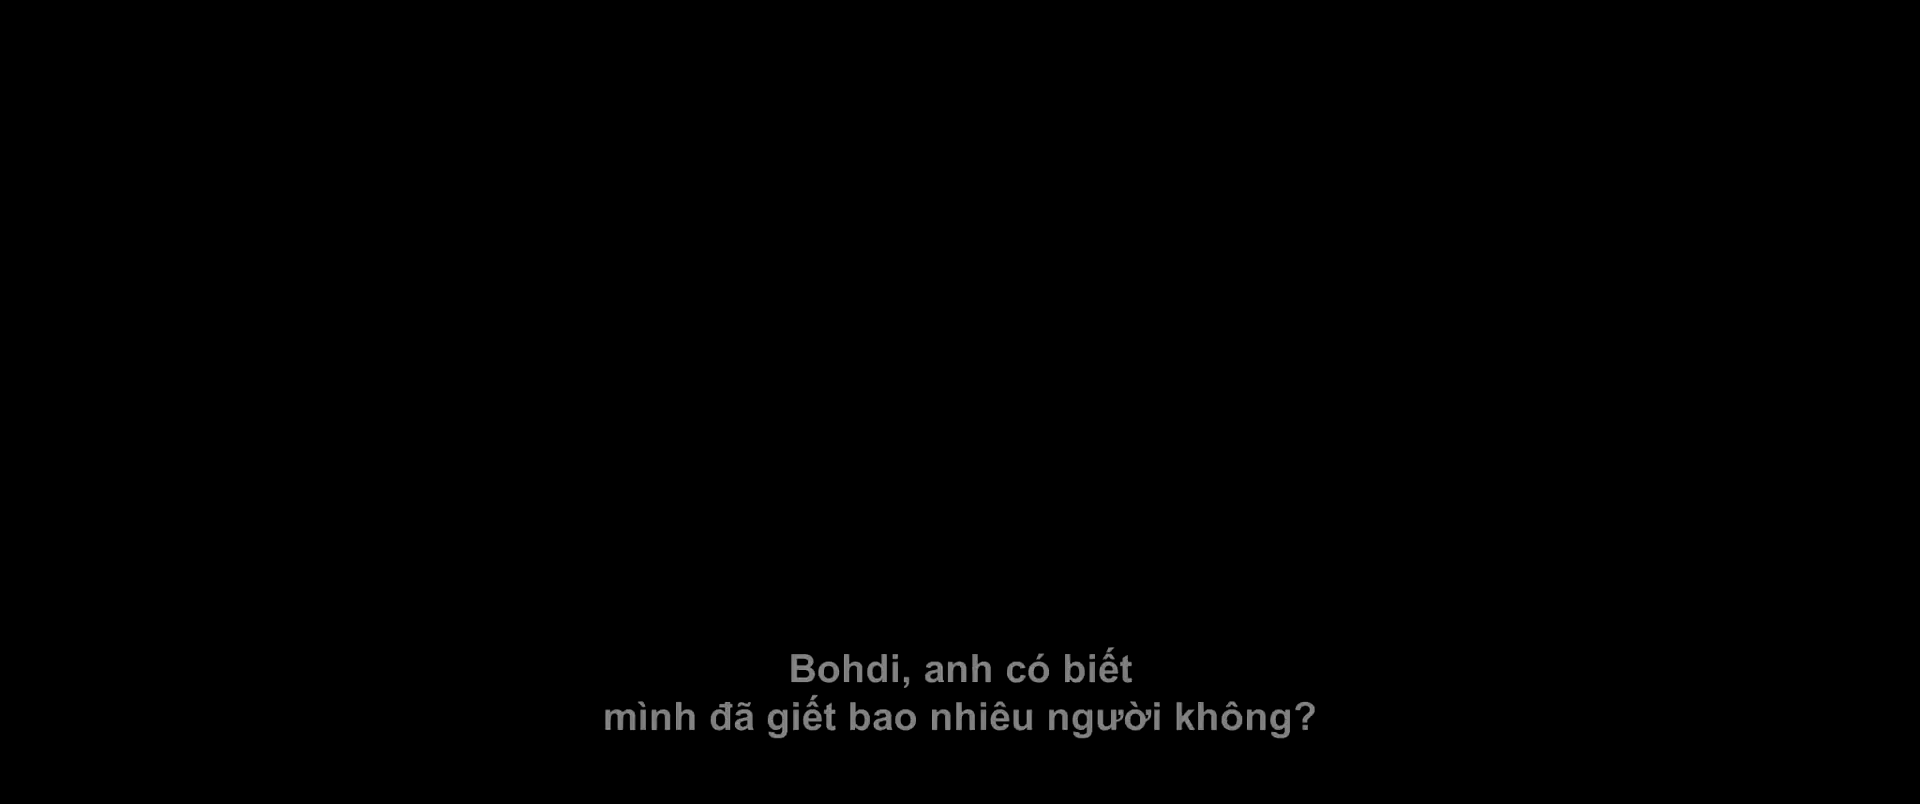 Bohdi, anh có biết
mình đã giết bao nhiêu người không?